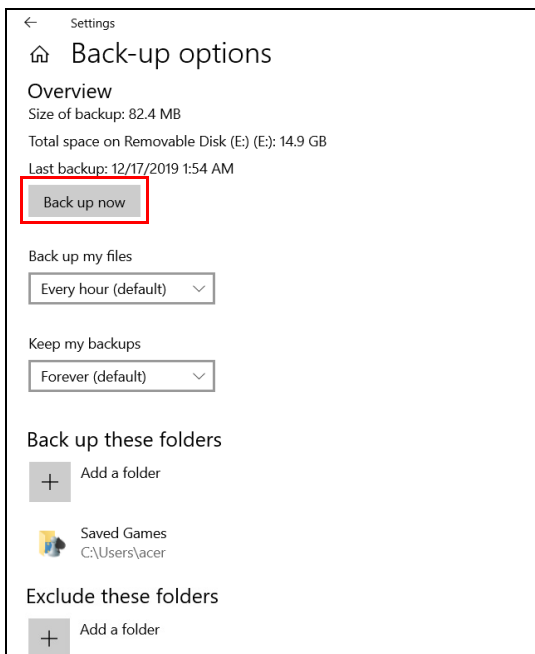 Settings
Back-up options
Overview
Size of backup: 82.4 MB
Total space on Removable Disk (E:) (E:): 14.9 GB
Last backup: 12/17/2019 1:54 AM
Back up now
Back up my files
Every hour (default)
Keep my backups
Forever (default)
Back up these folders
Add a folder
Saved Games
C:\Users\acer
Exclude these folders
Add a folder